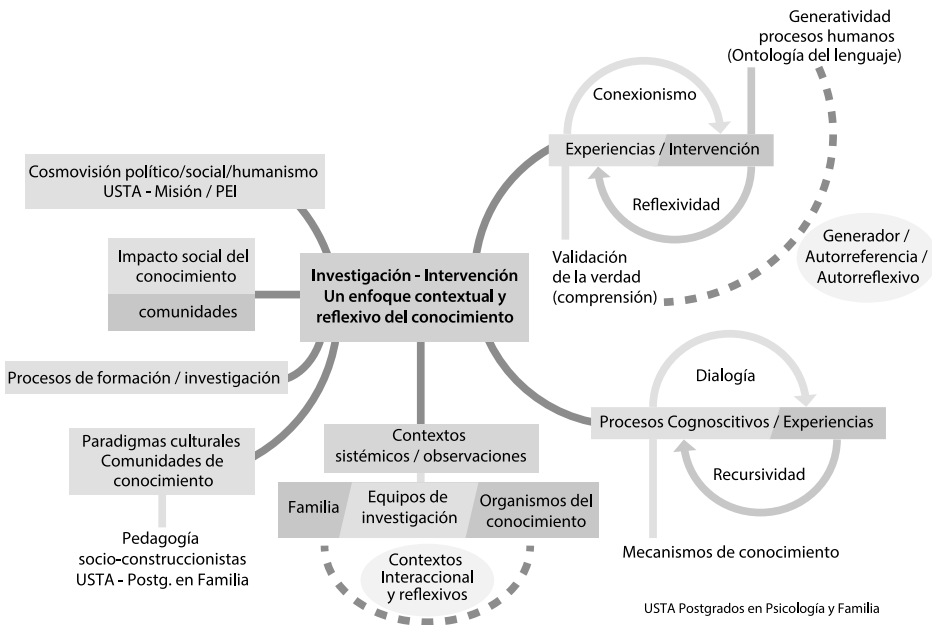 Generatividad
procesos humanos
(Ontología del lenguaje)
Conexionismo
Experiencias / Intervención
Reflexividad
Validación
de la verdad
(comprensión)
Generador /
Autorreferencia /
Autorreflexivo
Cosmovisión político/social/humanismo
USTA - Misión / PEI
Impacto social del
conocimiento
comunidades
Investigación - Intervención
Un enfoque contextual y
reflexivo del conocimiento
Procesos de formación / investigación
Paradigmas culturales
Comunidades de
conocimiento
Pedagogía
socio-construccionistas
USTA - Postg. en Familia
Contextos
sistémicos / observaciones
Familia
Equipos de
investigación
Organismos del
conocimiento
Contextos
Interaccional
y reflexivos
Dialogía
Procesos Cognoscitivos / Experiencias
Recursividad
Mecanismos de conocimiento
USTA Postgrados en Psicología y Familia